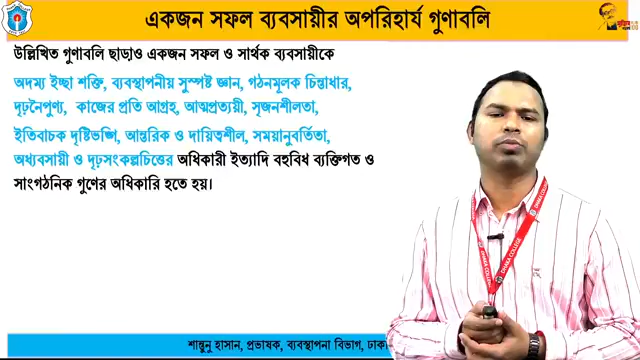 একজন সফল ব্যবসায়ীর অপরিহার্য গুণাবলি
উল্লিখিত গুণাবলি ছাড়াও একজন সফল ও সার্থক ব্যবসায়ীকে
অদম্য ইচ্ছা শক্তি, ব্যবস্থাপনীয় সুস্পষ্ট জ্ঞান, গঠনমূলক চিন্তাধার,
দৃঢ়নৈপুণ্য, কাজের প্রতি আগ্রহ, আত্মপ্রত্যয়ী, সৃজনশীলতা,
ইতিবাচক দৃষ্টিভঙ্গি, আন্তরিক ও দায়িত্বশীল, সময়ানুবর্তিতা,
অধ্যবসায়ী ও দৃঢ়সংকল্পচিত্তের অধিকারী ইত্যাদি বহুবিধ ব্যক্তিগত ও
সাংগঠনিক গুণের অধিকারি হতে হয়।
DHAKA COLLEGE
শান্তুনু হাসান, প্রভাষক, ব্যবস্থাপনা বিভাগ, ঢাকা